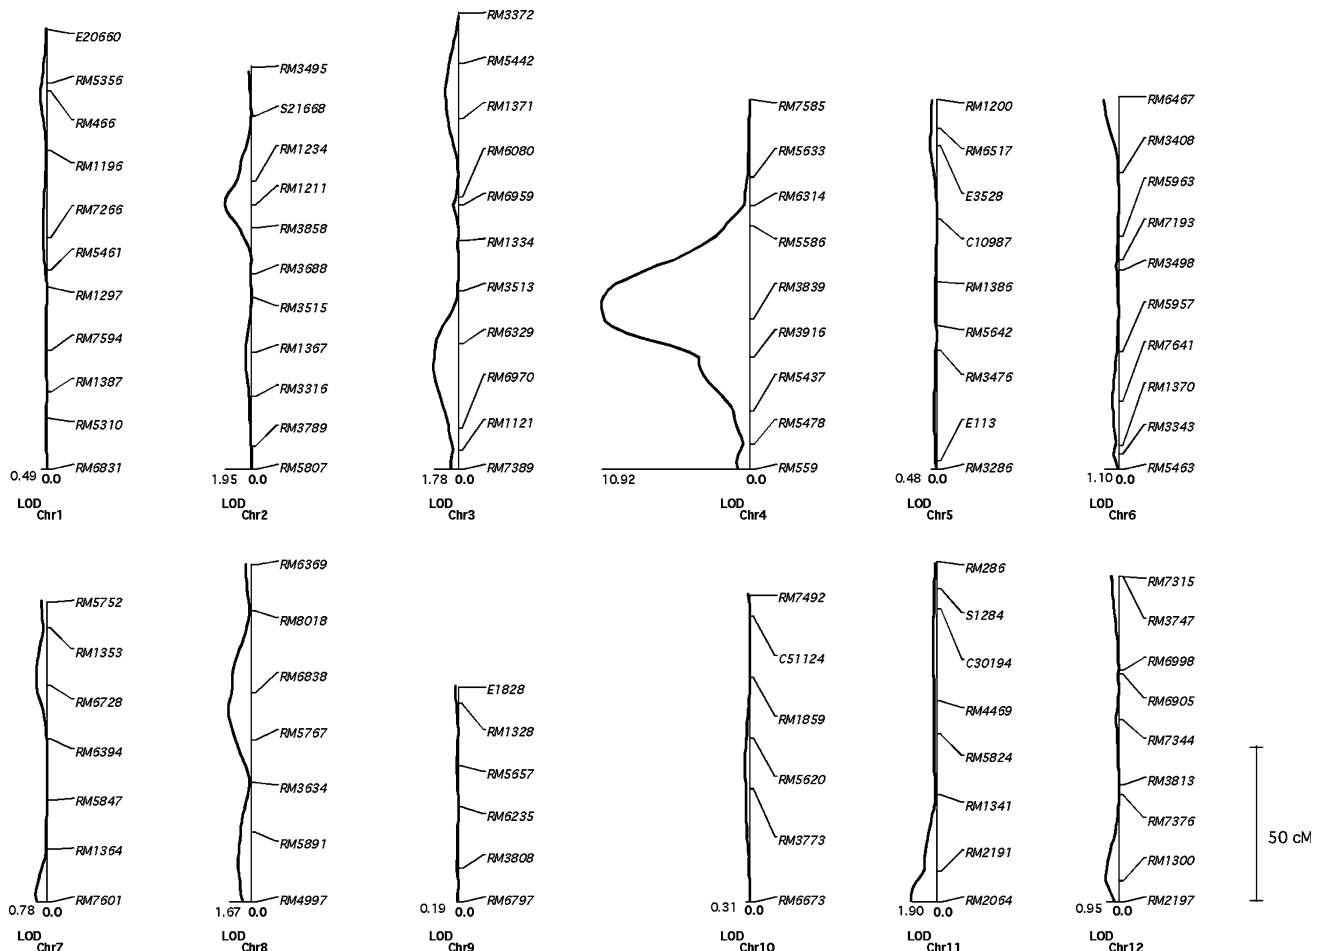 E20660
RM5356
RM466
RM1196
RM7266
RM5461
RM1297
RM7594
RM1387
RM5310
RM6831
0.49 0.0
LOD
Chr1
RM3495
S21668
RM1234
RM1211
RM3858
RM3688
RM3515
RM1367
RM3316
RM3789
RM5807
1.95 0.0
LOD
Chr2
RM3372
RM5442
RM1371
RM6080
RM6959
RM1334
RM3513
RM6329
RM6970
RM1121
RM7389
1.78 0.0
LOD
Chr3
RM7585
RM5633
RM6314
RM5586
RM3839
RM3916
RM5437
RM5478
RM559
10.92 0.0
LOD
Chr4
RM1200
RM6517
E3528
C10987
RM1386
RM5642
RM3476
E113
RM3286
0.48 0.0
LOD
Chr5
RM6467
RM3408
RM5963
RM7193
RM3498
RM5957
RM7641
RM1370
RM3343
RM5463
1.10 0.0
LOD
Chr6
RM5752
RM1353
RM6728
RM6394
RM5847
RM1364
RM7601
0.78 0.0
LOD
Chr7
RM6369
RM8018
RM6838
RM5767
RM3634
RM5891
RM4997
1.67 0.0
LOD
Chr8
E1828
RM1328
RM5657
RM6235
RM3808
RM6797
0.19 0.0
LOD
Chr9
RM7492
C51124
RM1859
RM5620
RM3773
RM6673
0.31 0.0
LOD
Chr10
RM286
S1284
C30194
RM4469
RM5824
RM1341
RM2191
RM2064
1.90 0.0
LOD
Chr11
RM7315
RM3747
RM6998
RM6905
RM7344
RM3813
RM7376
RM1300
RM2197
0.95 0.0
LOD
Chr12
50 cM